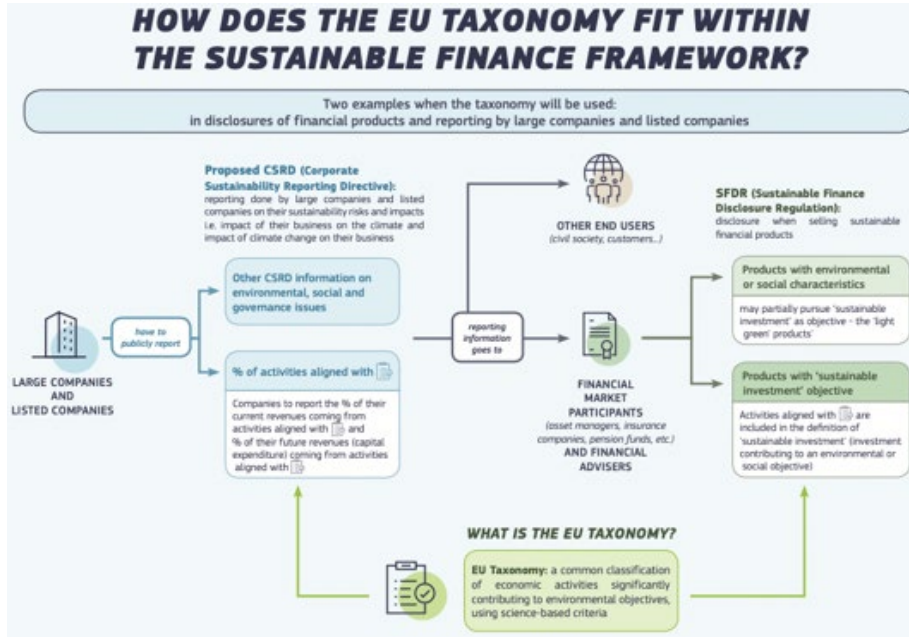 HOW DOES THE EU TAXONOMY FIT WITHIN
THE SUSTAINABLE FINANCE FRAMEWORK?
Two examples when the taxonomy will be used:
in disclosures of financial products and reporting by large companies and listed companies
Proposed CSRD (Corporate
Sustainability Reporting Directive):
reporting done by large companies and listed
companies on their sustainability risks and impacts
i.e. impact of their business on the climate and
impact of climate change on their business
Other CSRD information on
environmental, social and
governance issues
LARGE COMPANIES
AND
LISTED COMPANIES
have to
publicly report
% of activities aligned with
Companies to report the % of their
current revenues coming from
activities aligned with and
% of their future revenues (capital
expenditure) coming from activities
aligned with
reporting
information
goes to
OTHER END USERS
(civil society, customers...)
FINANCIAL
MARKET
PARTICIPANTS
(asset managers, insurance
companies, pension funds, etc.)
AND FINANCIAL
ADVISERS
SFDR (Sustainable Finance
Disclosure Regulation):
disclosure when selling sustainable
financial products
Products with environmental
or social characteristics
may partially pursue 'sustainable
investment' as objective - the 'light
green' products'
Products with 'sustainable
investment' objective
Activities aligned with are
included in the definition of
'sustainable investment' (investment
contributing to an environmental or
social objective)
WHAT IS THE EU TAXONOMY?
EU Taxonomy: a common classification
of economic activities significantly
contributing to environmental objectives,
using science-based criteria